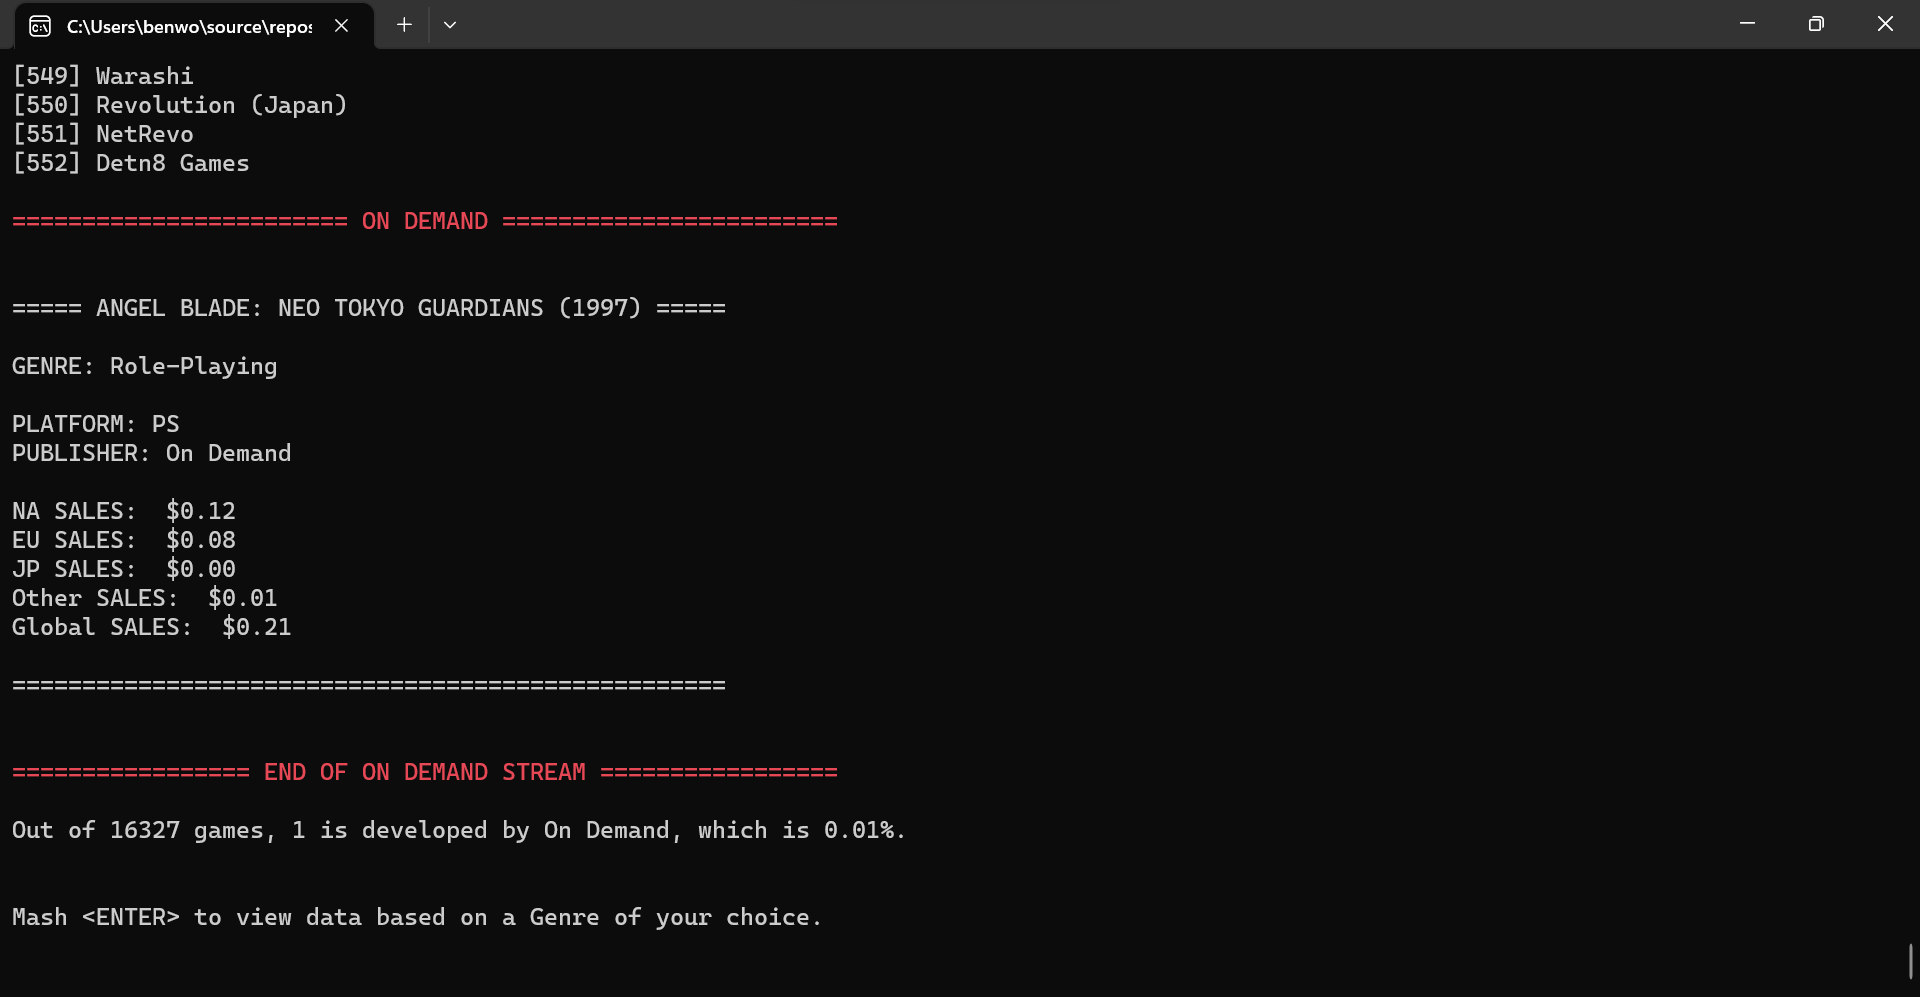 C:\Users\benwo\source\repos
[549] Warashi
[550] Revolution (Japan)
[551] NetRevo
[552] Detn8 Games
======================== ON DEMAND ========================
===== ANGEL BLADE: NEO TOKYO GUARDIANS (1997) =====
GENRE: Role-Playing
PLATFORM: PS
PUBLISHER: On Demand
NA SALES:  $0.12
EU SALES:  $0.08
JP SALES:  $0.00
Other SALES:  $0.01
Global SALES:  $0.21
===================================================
================= END OF ON DEMAND STREAM =================
Out of 16327 games, 1 is developed by On Demand, which is 0.01%.
Mash <ENTER> to view data based on a Genre of your choice.